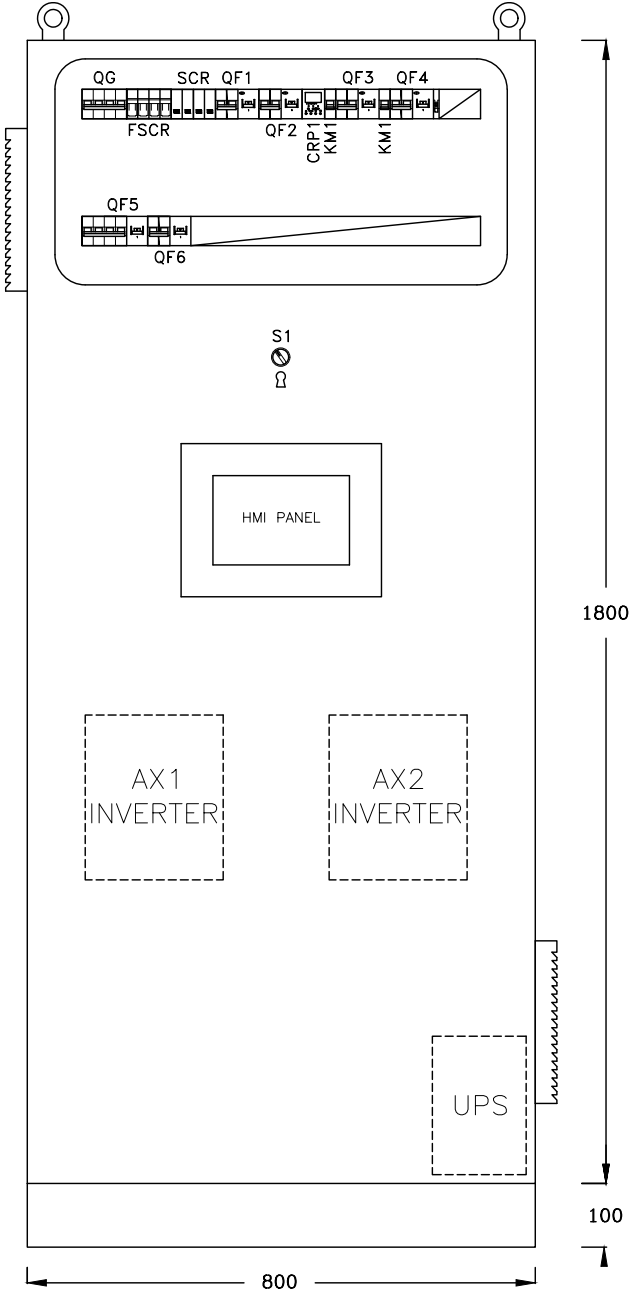 QG
SCR
QF1
QF3
QF4
FSCR
QF2
CRP1
KM1
KM1
QF5
QF6
S1
HMI PANEL
1800
AX1
INVERTER
AX2
INVERTER
UPS
100
800